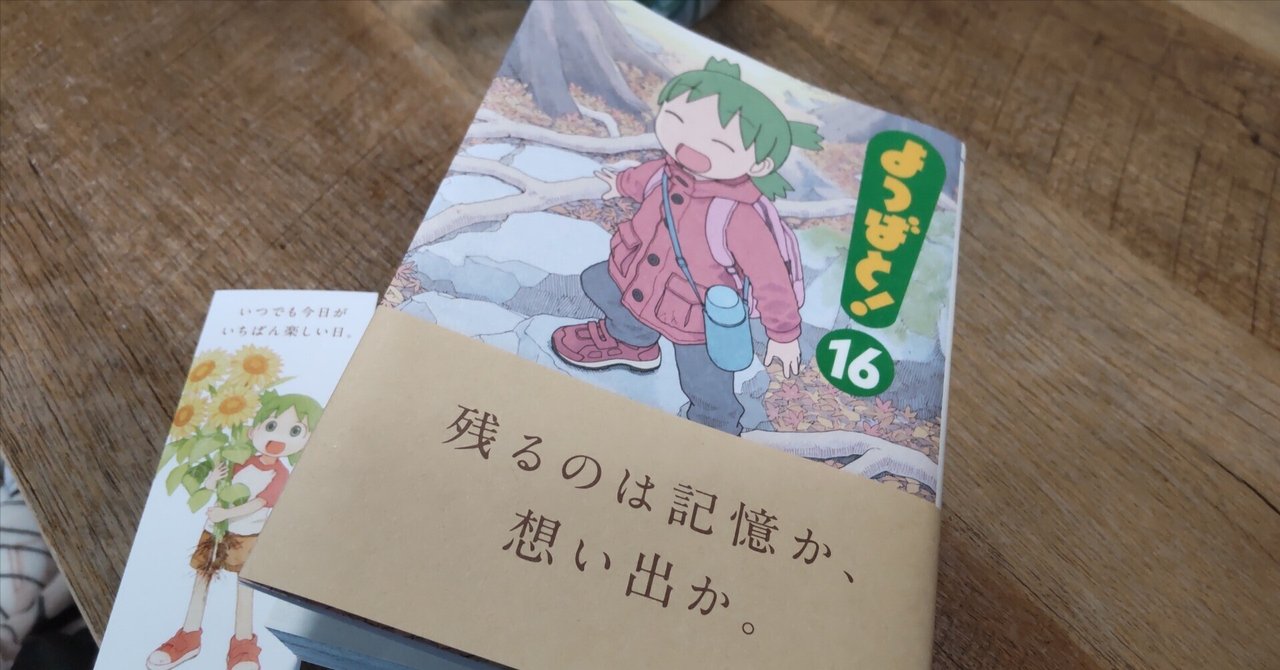 よつばと!
16
残るのは記憶か、
想い出か。
いつでも今日が
いちばん楽しい日。